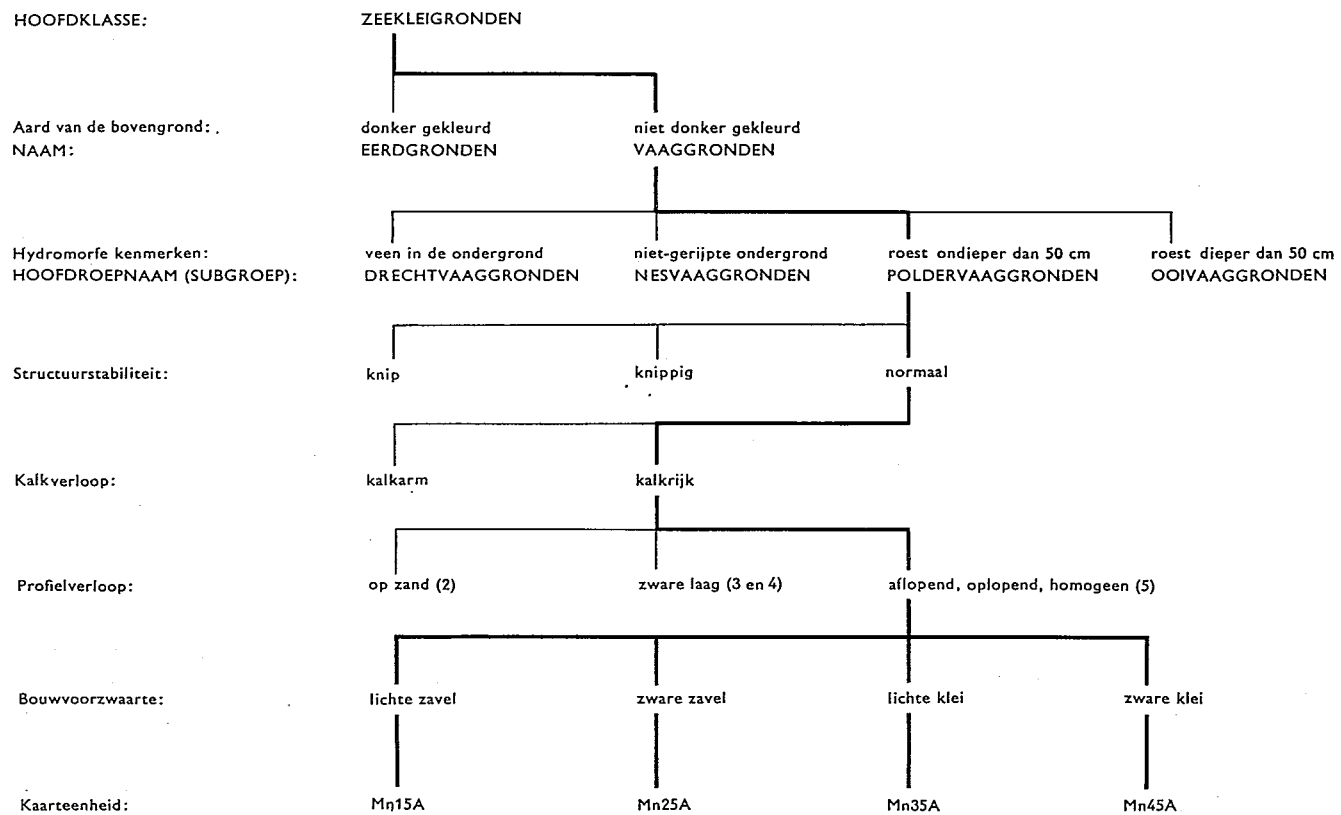 HOOFDKLASSE: ZEEKLEIGRONDEN
Aard van de bovengrond: donker gekleurd niet donker gekleurd
NAAM: EERDGRONDEN VAAGGRONDEN
Hydromorfe kenmerken: veen in de ondergrond niet-gerijpte ondergrond roest ondieper dan 50 cm roest dieper dan 50 cm
HOOFDROEPNAAM (SUBGROEP): DRECHTVAAGGRONDEN NESVAAGGRONDEN POLDERVAAGGRONDEN OOIVAAGGRONDEN
Structuurstabiliteit: knip knippig normaal
Kalkverloop: kalkarm kalkrijk
Profielverloop: op zand (2) zware laag (3 en 4) aflopend, oplopend, homogeen (5)
Bouwvoorzwaarte: lichte zavel zware zavel lichte klei zware klei
Kaarteenheid: Mn15A Mn25A Mn35A Mn45A